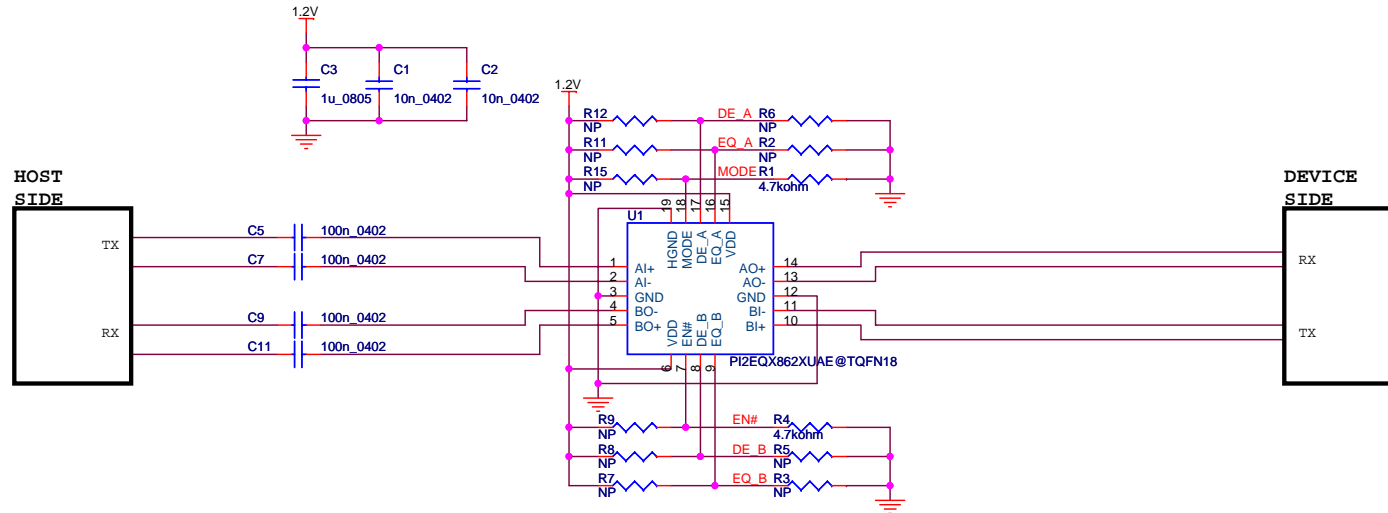 1.2V
C3
C1
C2
1u_0805
10n_0402
10n_0402
1.2V
R12
NP
DE_A
R6
NP
R11
NP
EQ_A
R2
NP
R15
NP
MODE
R1
4.7kohm
HOST
SIDE
DEVICE
SIDE
TX
RX
C5
100n_0402
C7
100n_0402
C9
100n_0402
C11
100n_0402
U1
19
18
17
16
15
HGND
MODE
DE_A
EQ_A
VDD
1
AI+
2
AI-
3
GND
4
BO-
5
BO+
AO+
14
AO-
13
GND
12
BI-
11
BI+
10
VDD
EN#
DE_B
EQ_B
6
7
8
9
PI2EQX862XUAE@TQFN18
RX
TX
R9
NP
EN#
R4
4.7kohm
R8
NP
DE_B
R5
NP
R7
NP
EQ_B
R3
NP